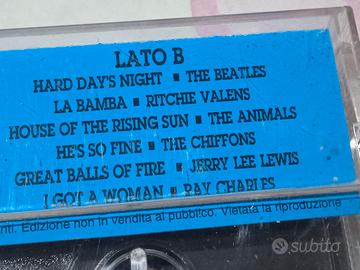 LATO B
HARD DAY'S NIGHT ▪ THE BEATLES
LA BAMBA ▪ RITCHIE VALENS
HOUSE OF THE RISING SUN ▪ THE ANIMALS
HE'S SO FINE ▪ THE CHIFFONS
GREAT BALLS OF FIRE ▪ JERRY LEE LEWIS
I GOT A WOMAN ▪ RAY CHARLES
Edizione non in vendita al pubblico. Vietata la riproduzione
subito